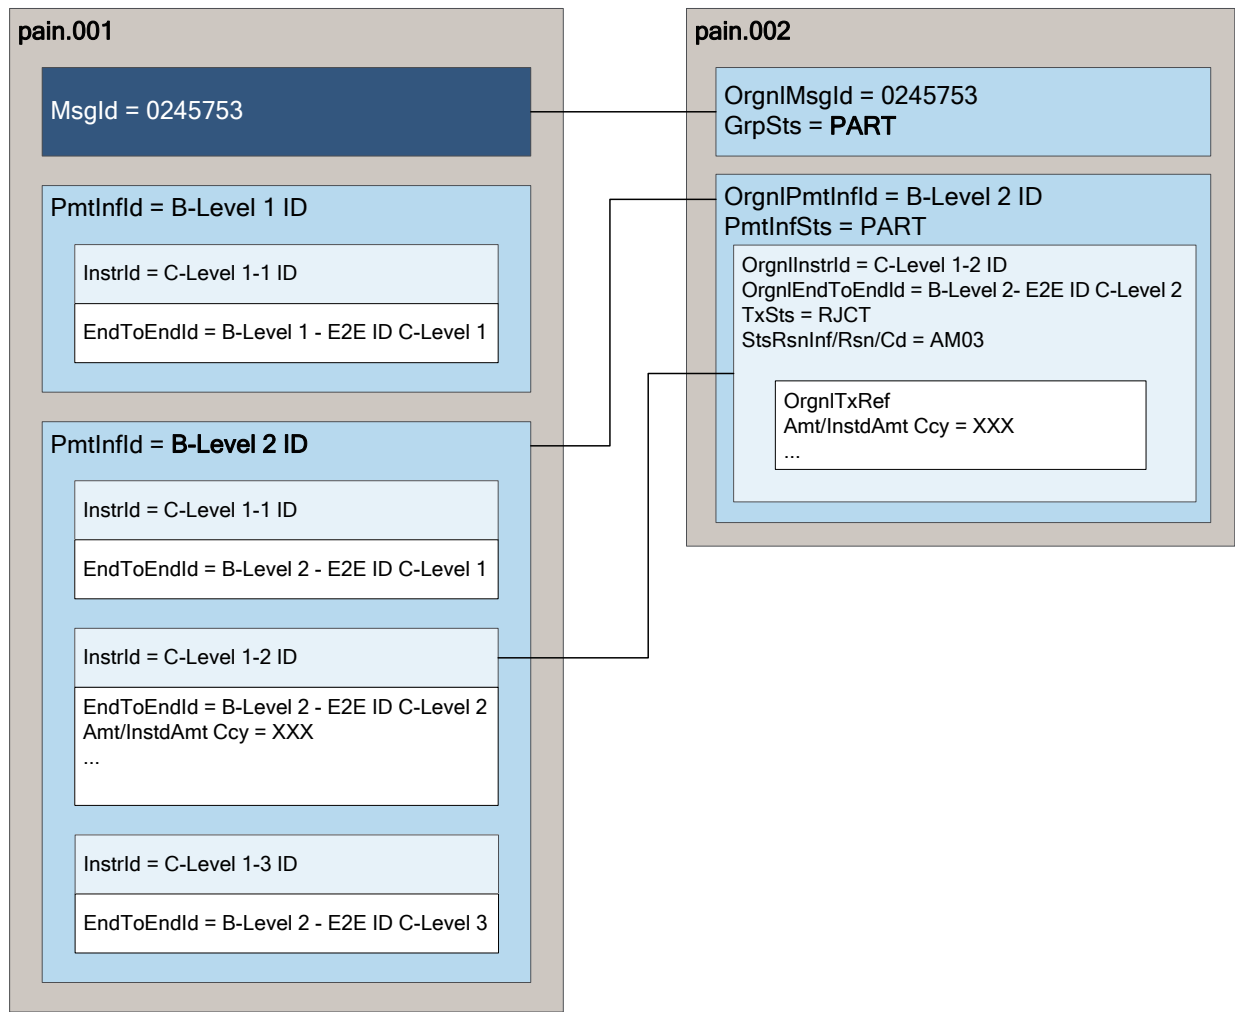 pain.001
MsgId = 0245753
PmtInfId = B-Level 1 ID
InstrId = C-Level 1-1 ID
EndToEndId = B-Level 1 - E2E ID C-Level 1
PmtInfId = B-Level 2 ID
InstrId = C-Level 1-1 ID
EndToEndId = B-Level 2 - E2E ID C-Level 1
InstrId = C-Level 1-2 ID
EndToEndId = B-Level 2 - E2E ID C-Level 2
Amt/InstdAmt Ccy = XXX
...
InstrId = C-Level 1-3 ID
EndToEndId = B-Level 2 - E2E ID C-Level 3
pain.002
OrgnlMsgId = 0245753
GrpSts = PART
OrgnlPmtInfId = B-Level 2 ID
PmtInfSts = PART
OrgnlInstrId = C-Level 1-2 ID
OrgnlEndToEndId = B-Level 2- E2E ID C-Level 2
TxSts = RJCT
StsRsnInf/Rsn/Cd = AM03
OrgnlTxRef
Amt/InstdAmt Ccy = XXX
...